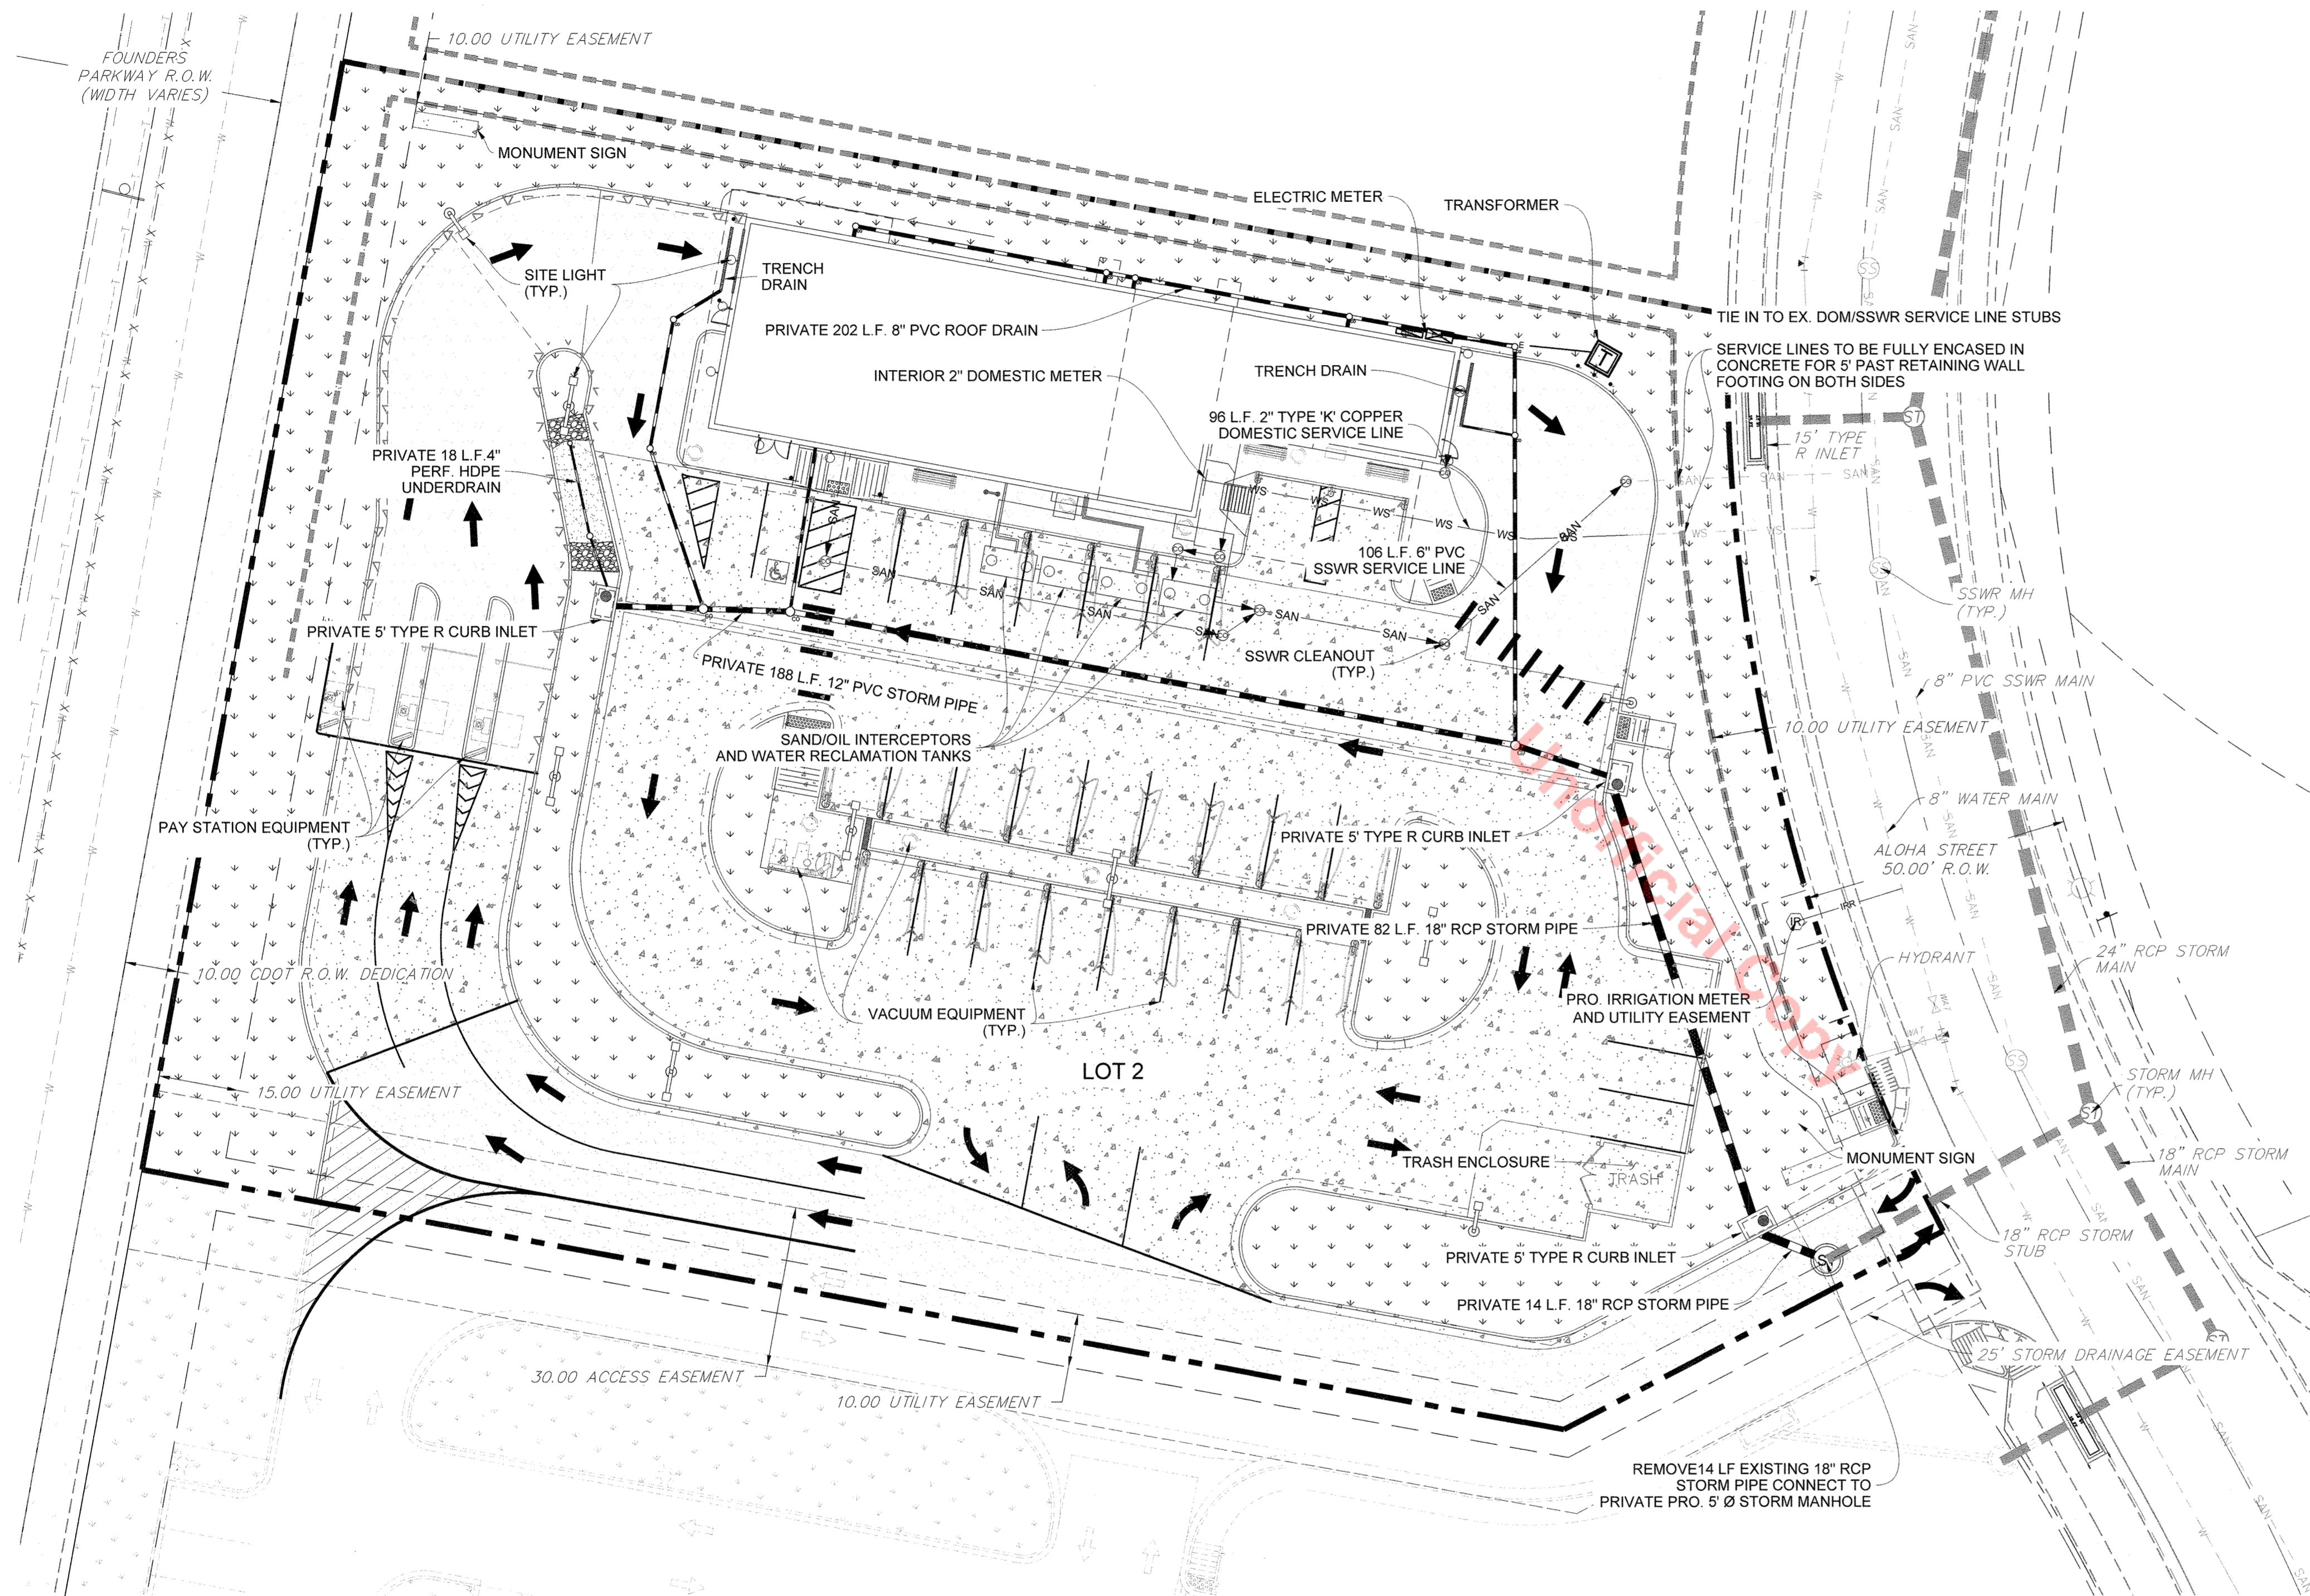 FOUNDERS
PARKWAY R.O.W.
(WIDTH VARIES)
10.00 UTILITY EASEMENT
MONUMENT SIGN
ELECTRIC METER
TRANSFORMER
SITE LIGHT
(TYP.)
TRENCH
DRAIN
PRIVATE 202 L.F. 8" PVC ROOF DRAIN
INTERIOR 2" DOMESTIC METER
TRENCH DRAIN
96 L.F. 2" TYPE 'K' COPPER
DOMESTIC SERVICE LINE
TIE IN TO EX. DOM/SSWR SERVICE LINE STUBS
SERVICE LINES TO BE FULLY ENCASED IN
CONCRETE FOR 5' PAST RETAINING WALL
FOOTING ON BOTH SIDES
15' TYPE
R INLET
PRIVATE 18 L.F.4"
PERF. HDPE
UNDERDRAIN
106 L.F. 6" PVC
SSWR SERVICE LINE
SSWR MH
(TYP.)
PRIVATE 5' TYPE R CURB INLET
PRIVATE 188 L.F. 12" PVC STORM PIPE
SSWR CLEANOUT
(TYP.)
8" PVC SSWR MAIN
10.00 UTILITY EASEMENT
SAND/OIL INTERCEPTORS
AND WATER RECLAMATION TANKS
8" WATER MAIN
PAY STATION EQUIPMENT
(TYP.)
PRIVATE 5' TYPE R CURB INLET
ALOHA STREET
50.00' R.O.W.
PRIVATE 82 L.F. 18" RCP STORM PIPE
IR
IRR
24" RCP STORM
MAIN
HYDRANT
10.00 CDOT R.O.W. DEDICATION
VACUUM EQUIPMENT
(TYP.)
PRO. IRRIGATION METER
AND UTILITY EASEMENT
LOT 2
15.00 UTILITY EASEMENT
STORM MH
(TYP.)
TRASH ENCLOSURE
TRASH
MONUMENT SIGN
18" RCP STORM
MAIN
18" RCP STORM
STUB
PRIVATE 5' TYPE R CURB INLET
PRIVATE 14 L.F. 18" RCP STORM PIPE
25' STORM DRAINAGE EASEMENT
30.00 ACCESS EASEMENT
10.00 UTILITY EASEMENT
REMOVE14 LF EXISTING 18" RCP
STORM PIPE CONNECT TO
PRIVATE PRO. 5' Ø STORM MANHOLE
Unofficial Copy